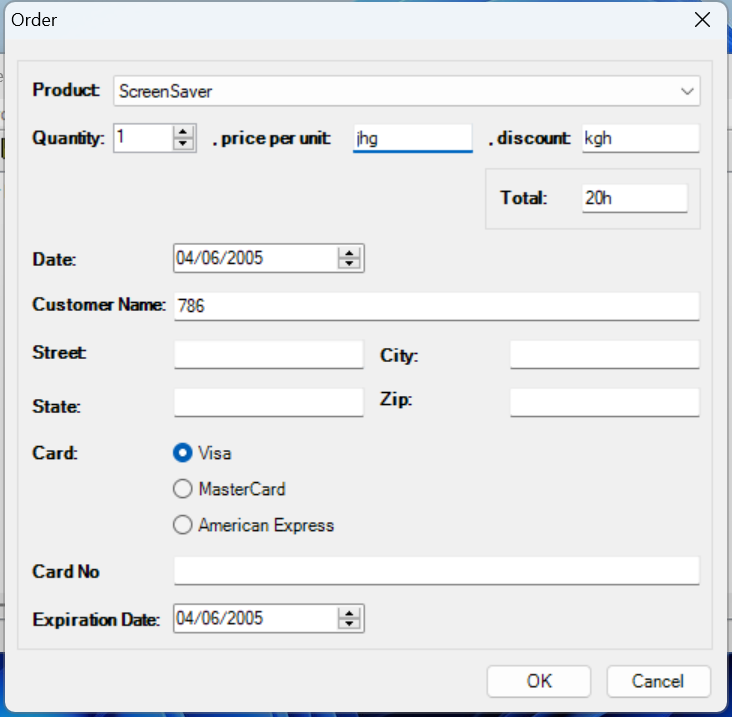 Order
Product: ScreenSaver
Quantity: 1 , price per unit: jhg , discount: kgh
Total: 20h
Date: 04/06/2005
Customer Name: 786
Street: City:
State: Zip:
Card: Visa
MasterCard
American Express
Card No
Expiration Date: 04/06/2005
OK Cancel